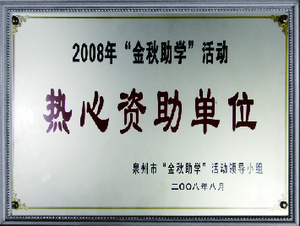 2008年“金秋助学”活动
热心资助单位
泉州市“金秋助学”活动领导小组
二〇〇八年八月